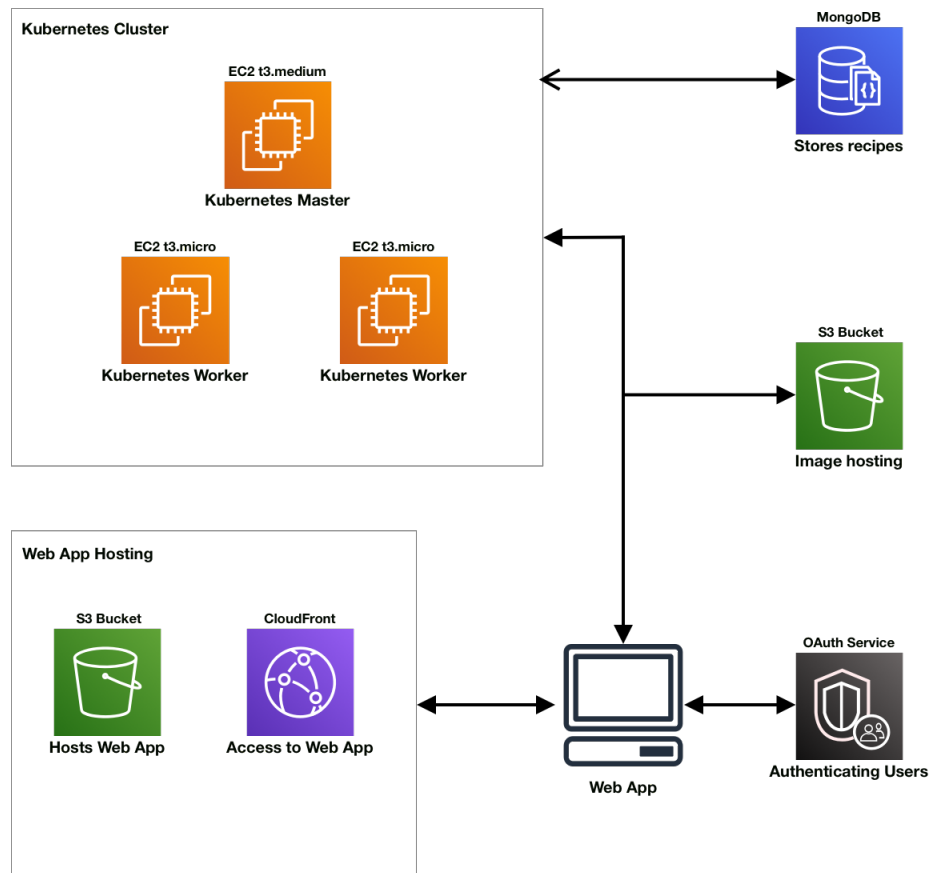 Kubernetes Cluster
EC2 t3.medium
Kubernetes Master
EC2 t3.micro
Kubernetes Worker
EC2 t3.micro
Kubernetes Worker
MongoDB
{}
Stores recipes
S3 Bucket
Image hosting
Web App Hosting
S3 Bucket
Hosts Web App
CloudFront
Access to Web App
Web App
OAuth Service
Authenticating Users